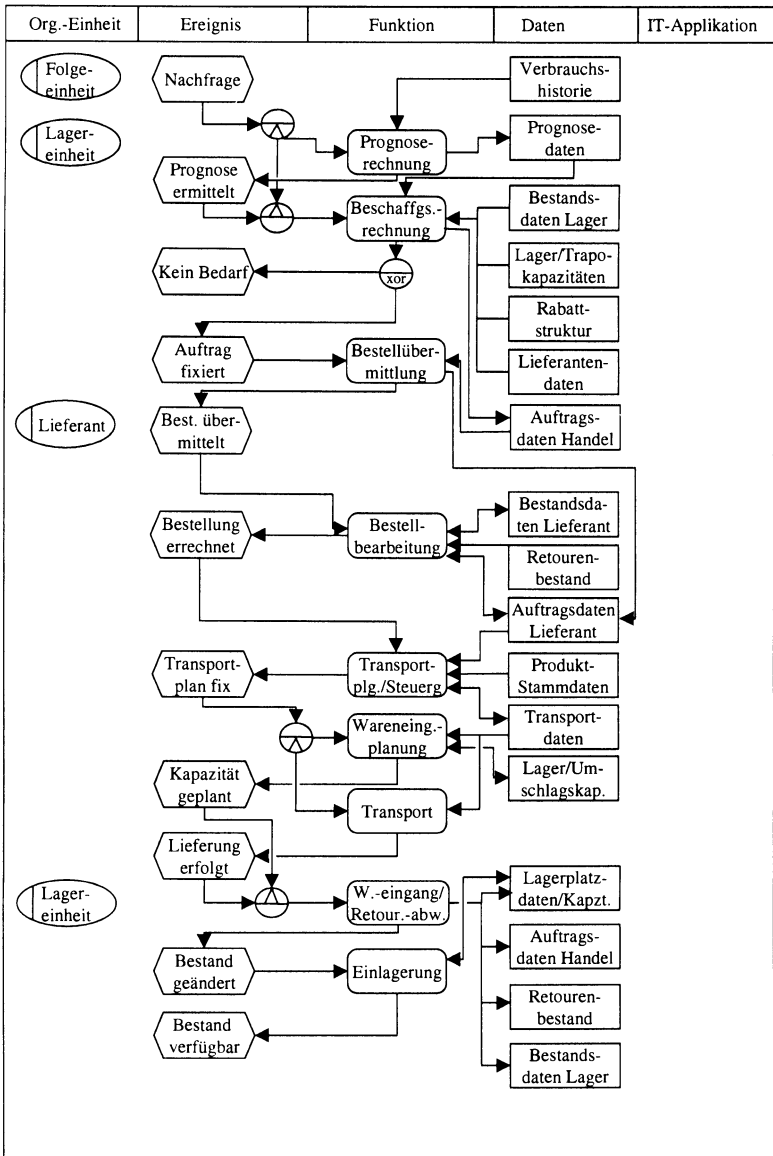 Org.-Einheit
Ereignis
Funktion
Daten
IT-Applikation
Folge-
einheit
Nachfrage
Verbrauchs-
historie
Lager-
einheit
Prognose-
rechnung
Prognose-
daten
Prognose
ermittelt
Beschaffgs.-
rechnung
Bestands-
daten Lager
Kein Bedarf
xor
Lager/Trapo-
kapazitäten
Rabatt-
struktur
Auftrag
fixiert
Bestellüber-
mittlung
Lieferanten-
daten
Lieferant
Best. über-
mittelt
Auftrags-
daten Handel
Bestellung
errechnet
Bestell-
bearbeitung
Bestandsda-
ten Lieferant
Retouren-
bestand
Auftragsdaten
Lieferant
Transport-
plan fix
Transport-
plg./Steuerg
Produkt-
Stammdaten
Wareneing.-
planung
Transport-
daten
Kapazität
geplant
Lager/Um-
schlagskap.
Transport
Lieferung
erfolgt
Lager-
einheit
W.-eingang/
Retour.-abw.
Lagerplatz-
daten/Kapzt.
Auftrags-
daten Handel
Bestand
geändert
Einlagerung
Retouren-
bestand
Bestand
verfügbar
Bestands-
daten Lager